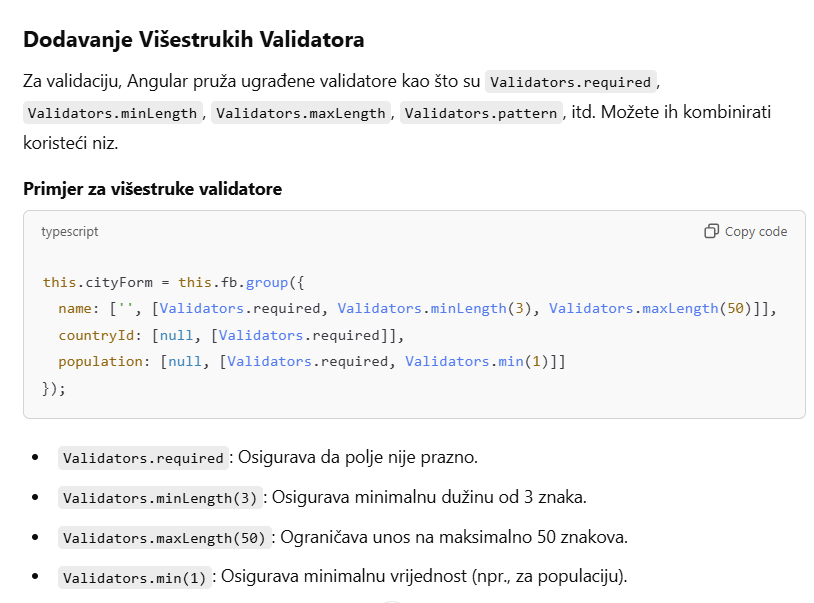 Dodavanje Višestrukih Validatora
Za validaciju, Angular pruža ugrađene validatore kao što su Validators.required ,
Validators.minLength , Validators.maxLength , Validators.pattern , itd. Možete ih kombinirati
koristeći niz.
Primjer za višestruke validatore
typescript
Copy code
this.cityForm = this.fb.group({
  name: ['', [Validators.required, Validators.minLength(3), Validators.maxLength(50)]],
  countryId: [null, [Validators.required]],
  population: [null, [Validators.required, Validators.min(1)]]
});
• Validators.required : Osigurava da polje nije prazno.
• Validators.minLength(3) : Osigurava minimalnu dužinu od 3 znaka.
• Validators.maxLength(50) : Ograničava unos na maksimalno 50 znakova.
• Validators.min(1) : Osigurava minimalnu vrijednost (npr., za populaciju).